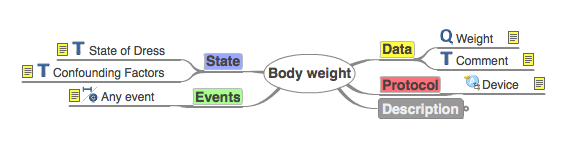 T State of Dress
State
T Confounding Factors
Events
Any event
Body weight
Data
Q Weight
T Comment
Protocol
Device
Description